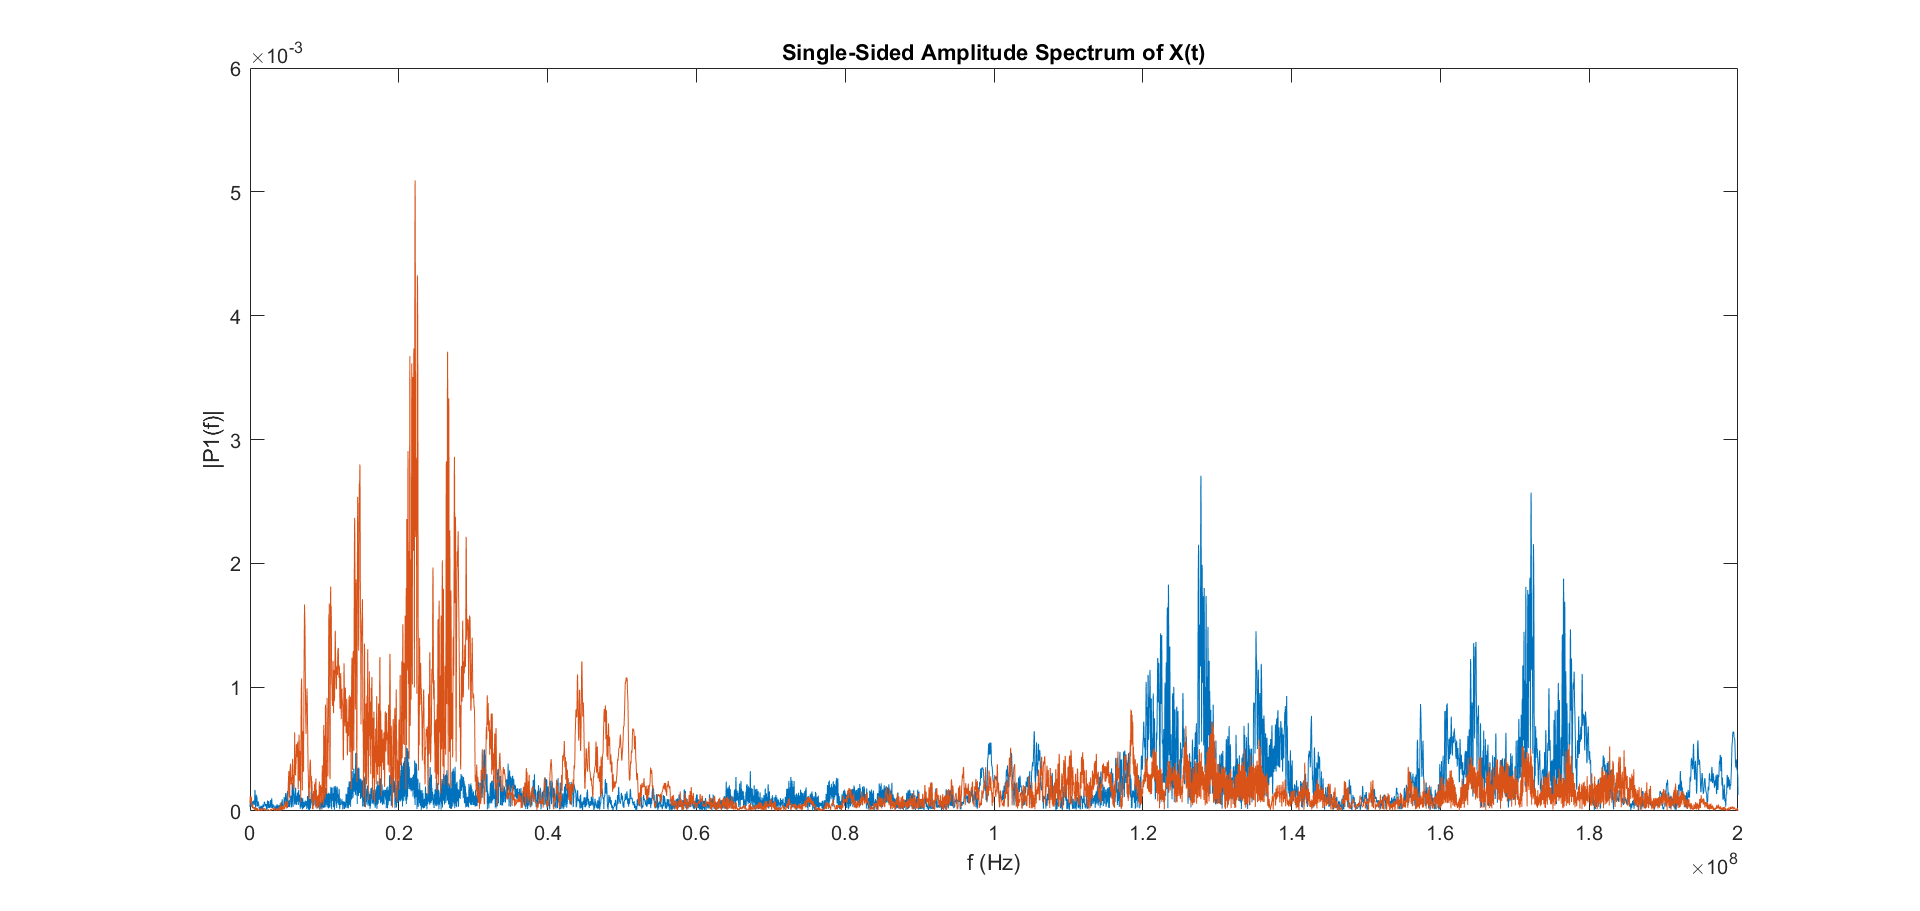 Single-Sided Amplitude Spectrum of X(t)
×10⁻³
6
5
4
3
2
1
0
|P1(f)|
0 0.2 0.4 0.6 0.8 1 1.2 1.4 1.6 1.8 2
f (Hz)
×10⁸